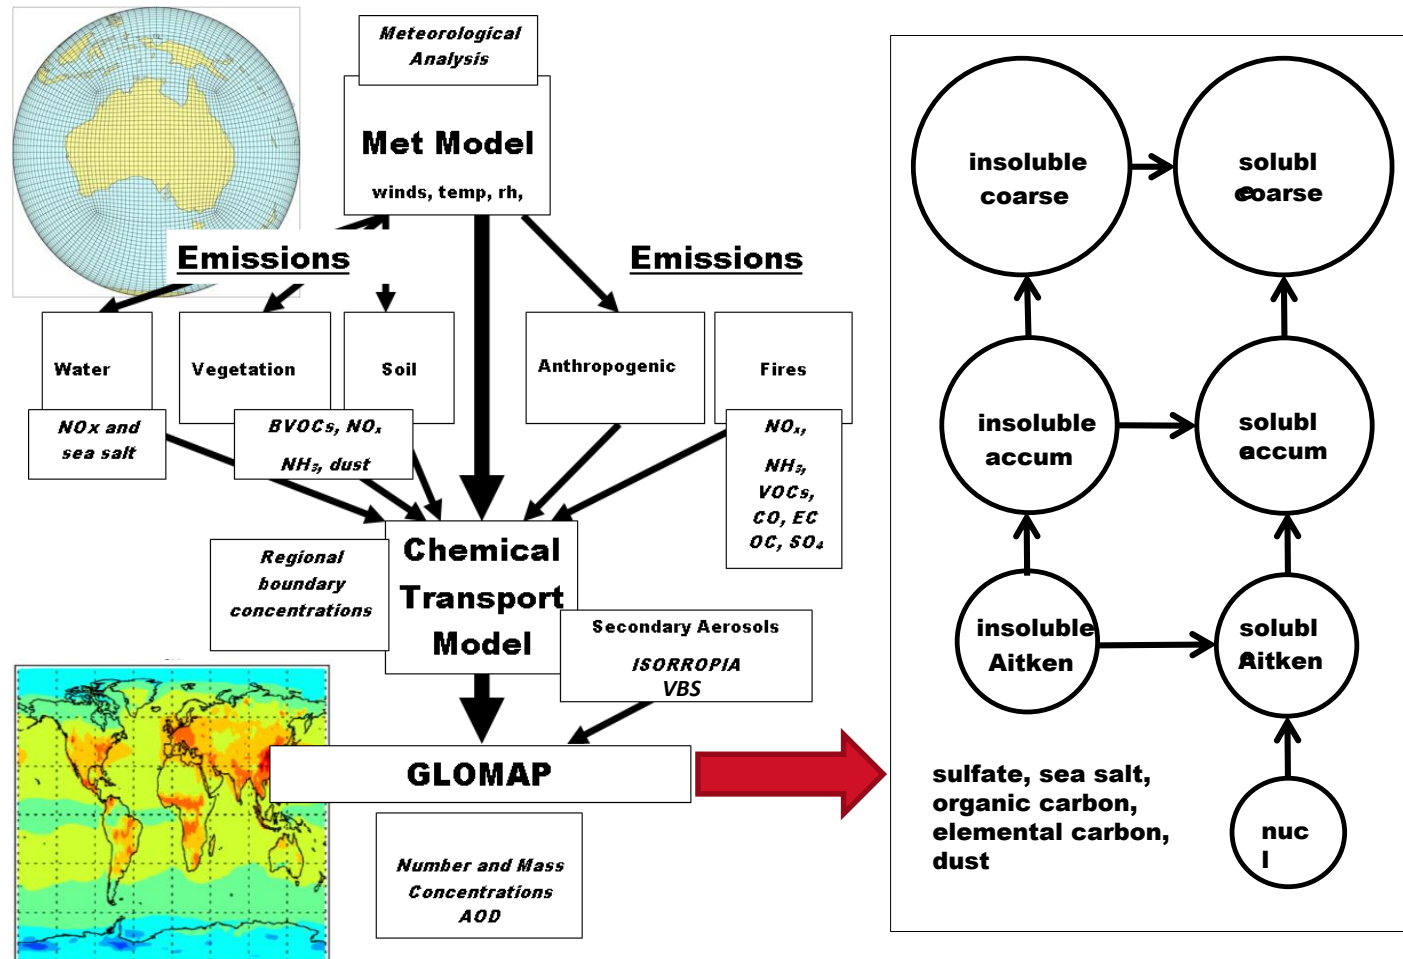 Meteorological
Analysis
Met Model
winds, temp, rh,
Emissions
Emissions
Water
Vegetation
Soil
Anthropogenic
Fires
NOx and
sea salt
BVOCs, NOₓ
NH₃, dust
NOₓ,
NH₃,
VOCs,
CO, EC
OC, SO₄
Regional
boundary
concentrations
Chemical
Transport
Model
Secondary Aerosols
ISORROPIA
VBS
GLOMAP
Number and Mass
Concentrations
AOD
insoluble
coarse
solubl
e
coarse
insoluble
accum
solubl
e
accum
insoluble
Aitken
solubl
e
Aitken
nuc
l
sulfate, sea salt,
organic carbon,
elemental carbon,
dust